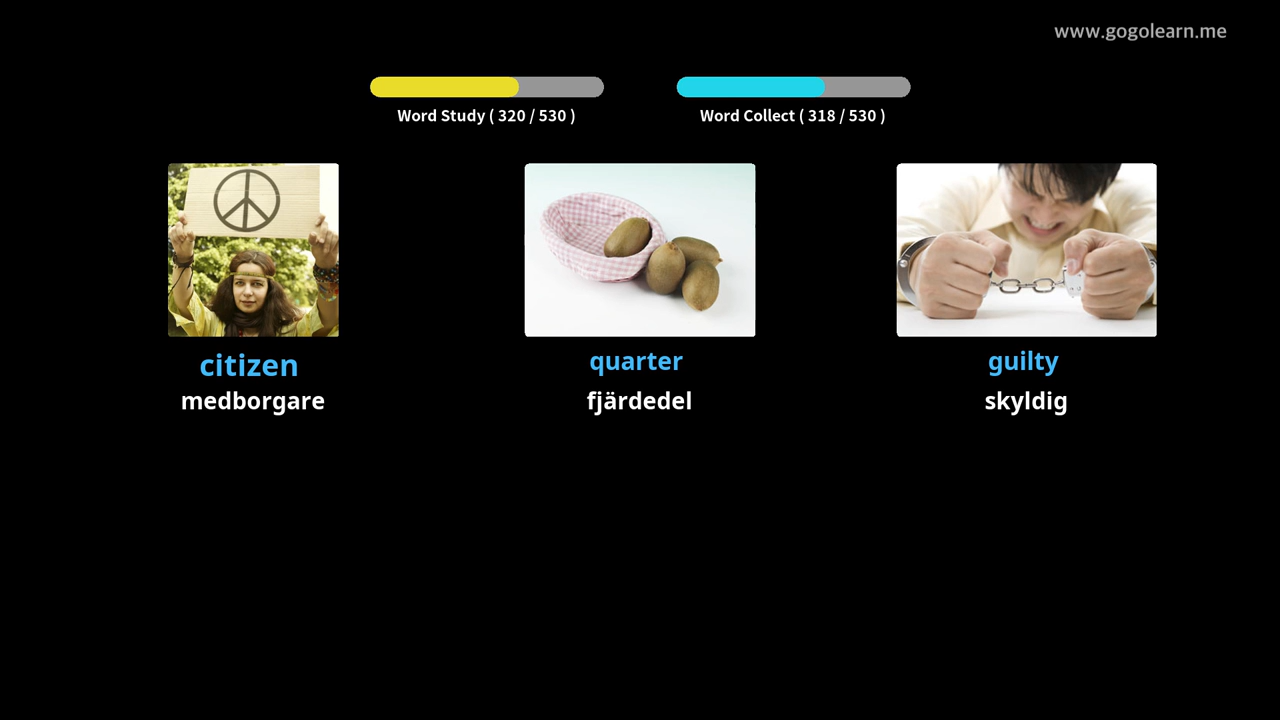 www.gogolearn.me
Word Study ( 320 / 530 )
Word Collect ( 318 / 530 )
citizen
medborgare
quarter
fjärdedel
guilty
skyldig